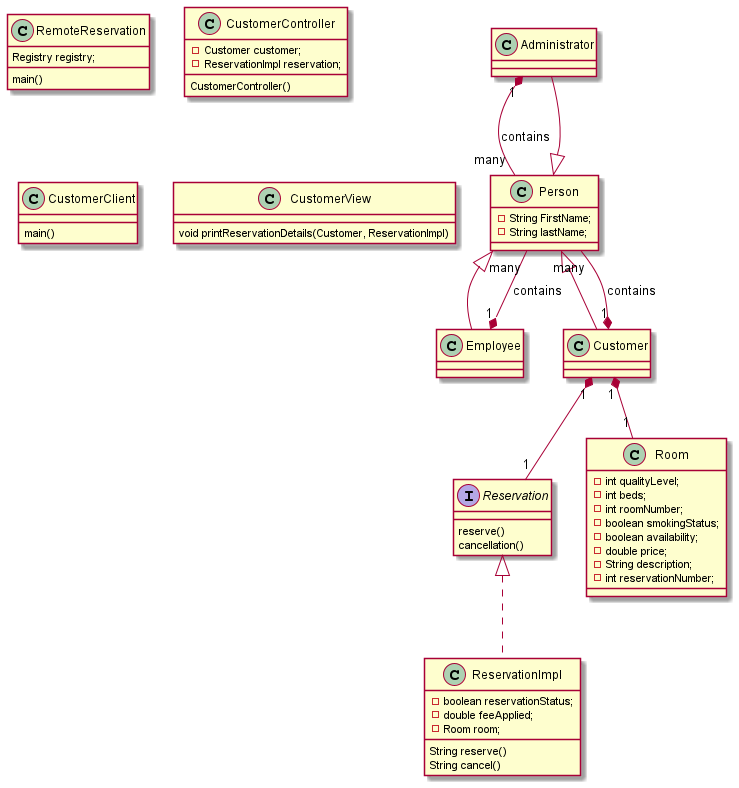 C RemoteReservation
Registry registry;
main()
C CustomerController
Customer customer;
ReservationImpl reservation;
CustomerController()
C Administrator
1
contains
many
C CustomerClient
main()
C CustomerView
void printReservationDetails(Customer, ReservationImpl)
C Person
String FirstName;
String lastName;
many
many
contains
contains
1
1
C Employee
C Customer
1
1
1
1
I Reservation
reserve()
cancellation()
C Room
int qualityLevel;
int beds;
int roomNumber;
boolean smokingStatus;
boolean availability;
double price;
String description;
int reservationNumber;
C ReservationImpl
boolean reservationStatus;
double feeApplied;
Room room;
String reserve()
String cancel()